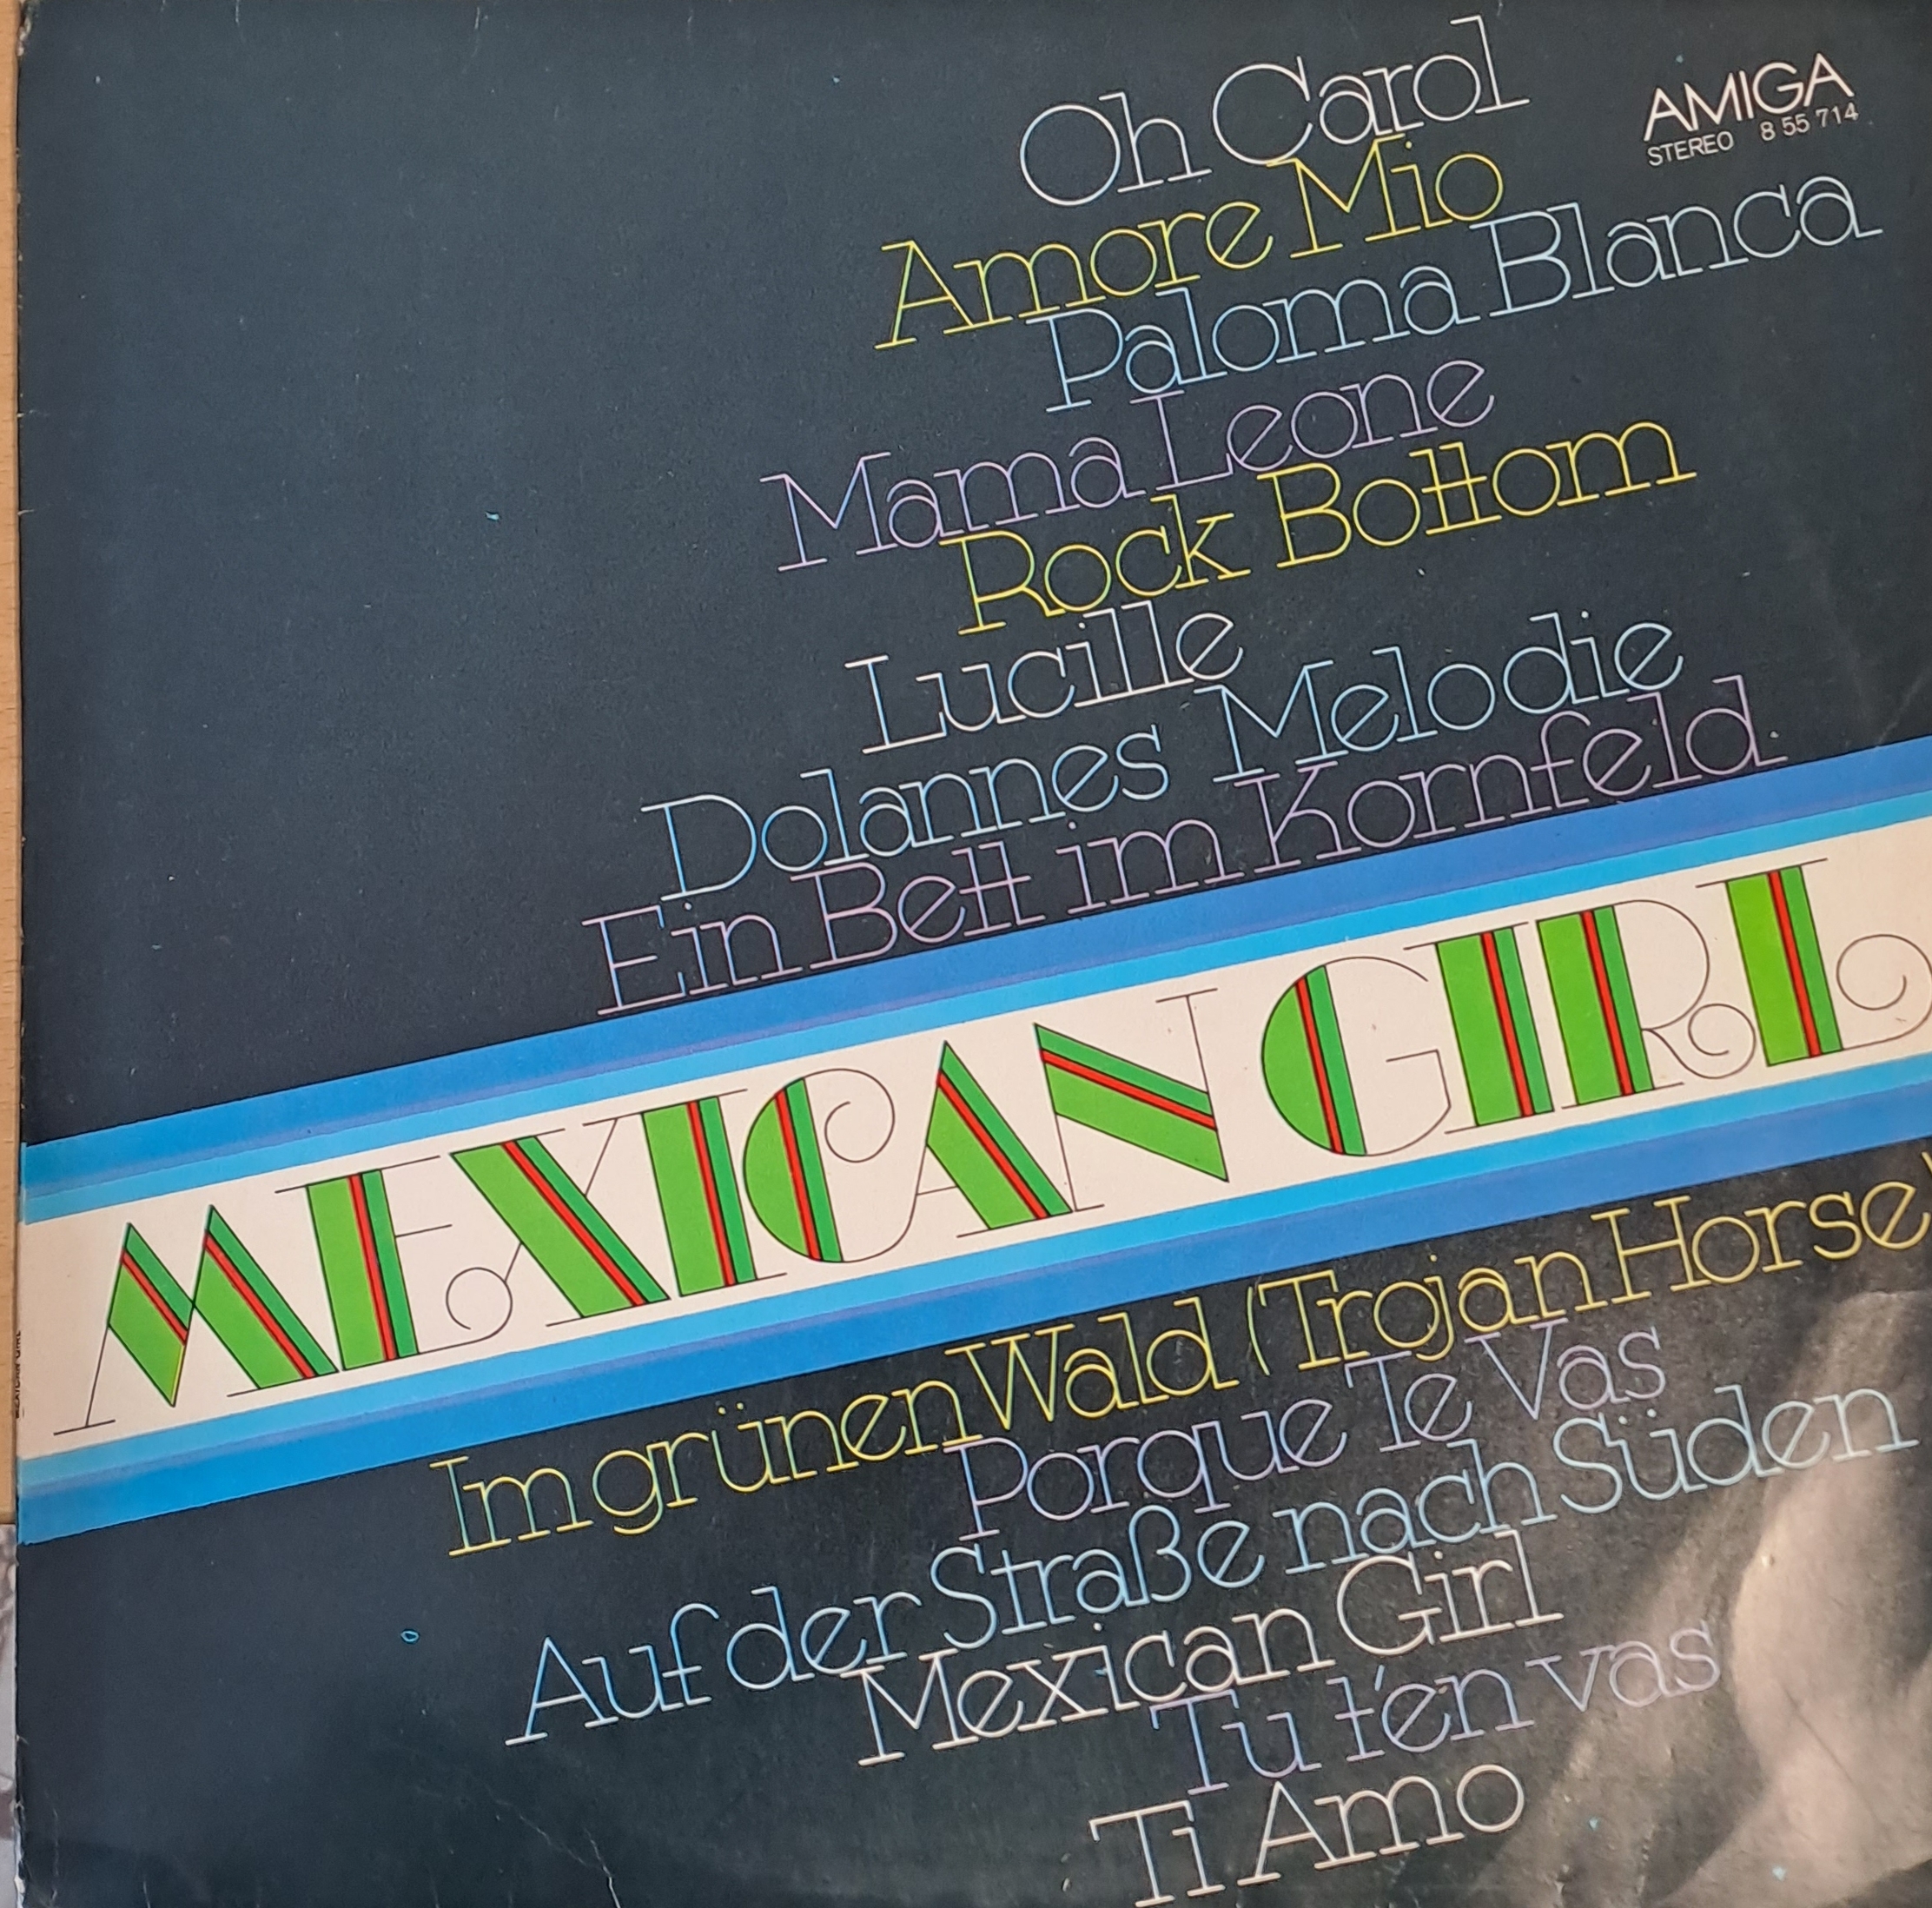 Oh Carol
AMIGA
STEREO 8 55 714
Amore Mio
Paloma Blanca
Mama Leone
Rock Bottom
Lucille
Dolannes Melodie
Ein Bett im Kornfeld
MEXICAN GIRL
Im grünen Wald (Trojan Horse)
Porque Te Vas
Auf der Straße nach Süden
Mexican Girl
Tu t'en vas
Ti Amo